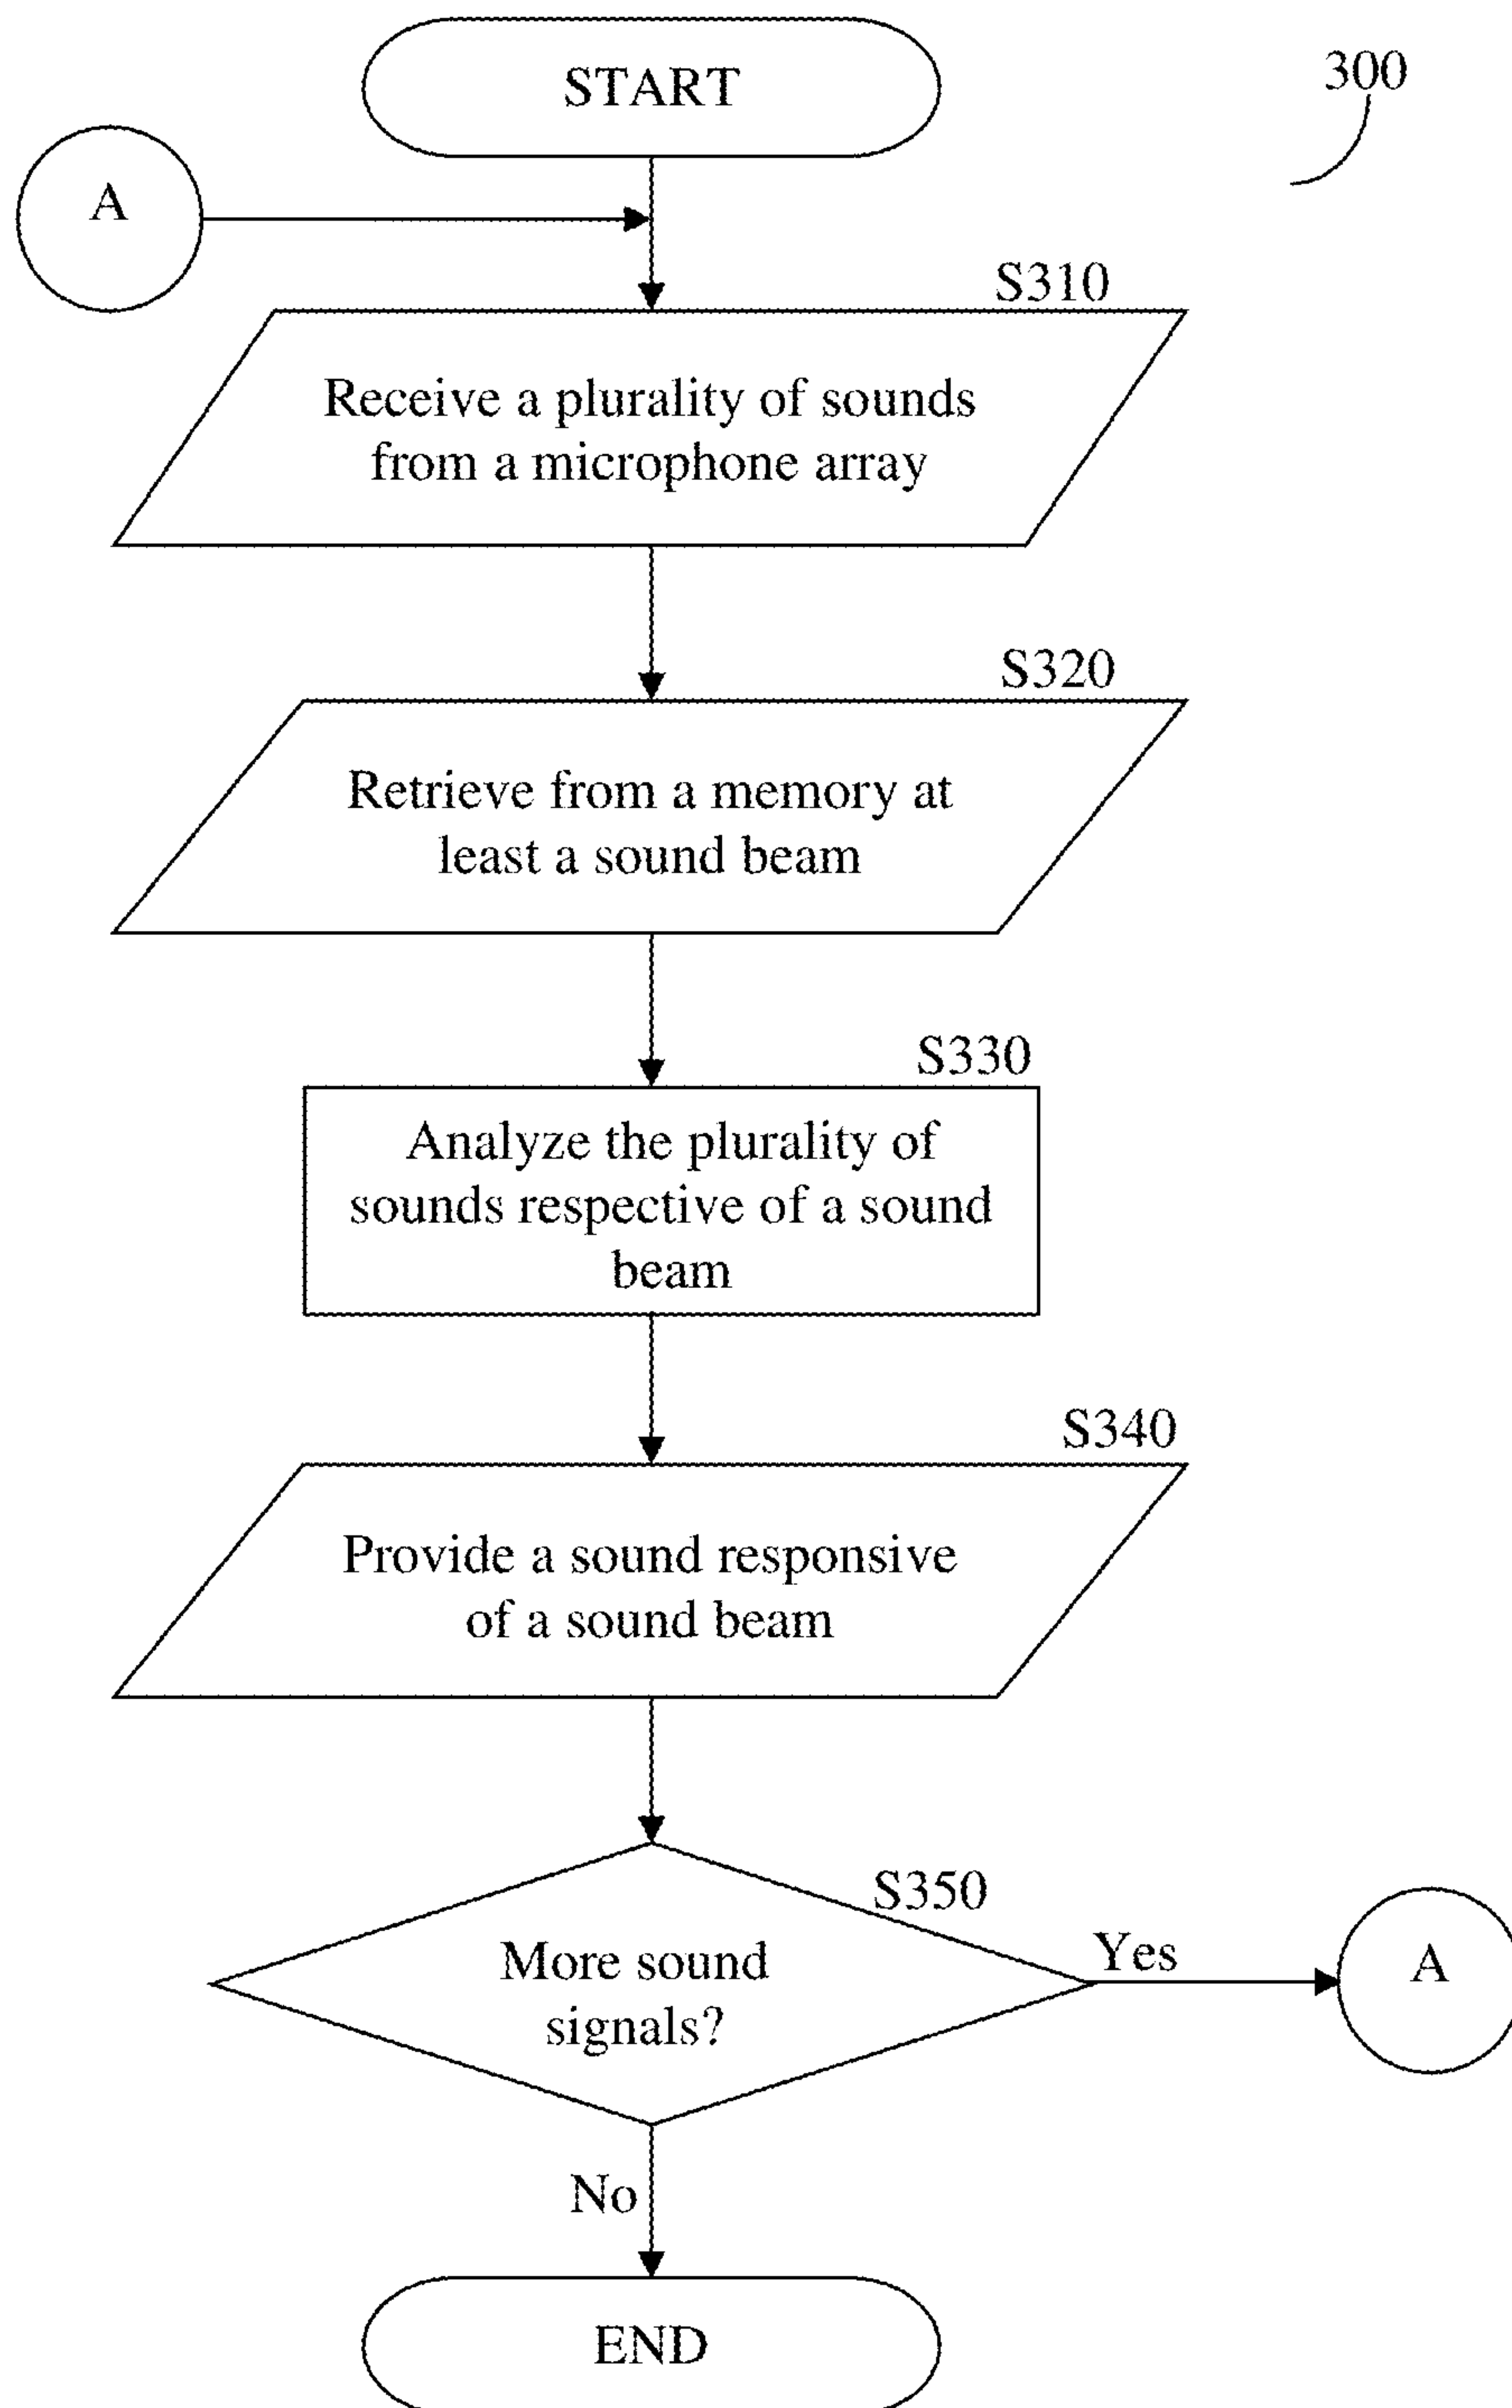 START
300
A
S310
Receive a plurality of sounds
from a microphone array
S320
Retrieve from a memory at
least a sound beam
S330
Analyze the plurality of
sounds respective of a sound
beam
S340
Provide a sound responsive
of a sound beam
S350
More sound
signals?
Yes
A
No
END